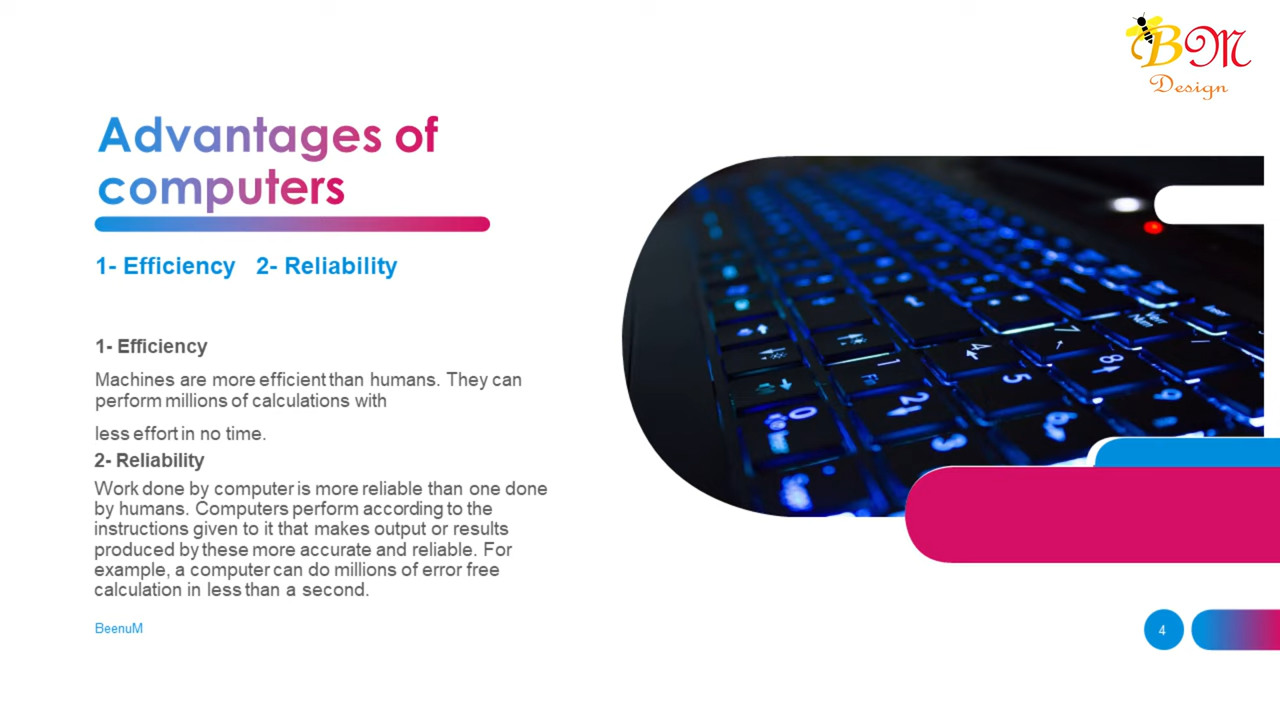 BM
Design
Advantages of
computers
1- Efficiency 2- Reliability
1- Efficiency
Machines are more efficient than humans. They can
perform millions of calculations with
less effort in no time.
2- Reliability
Work done by computer is more reliable than one done
by humans. Computers perform according to the
instructions given to it that makes output or results
produced by these more accurate and reliable. For
example, a computer can do millions of error free
calculation in less than a second.
BeenuM
4